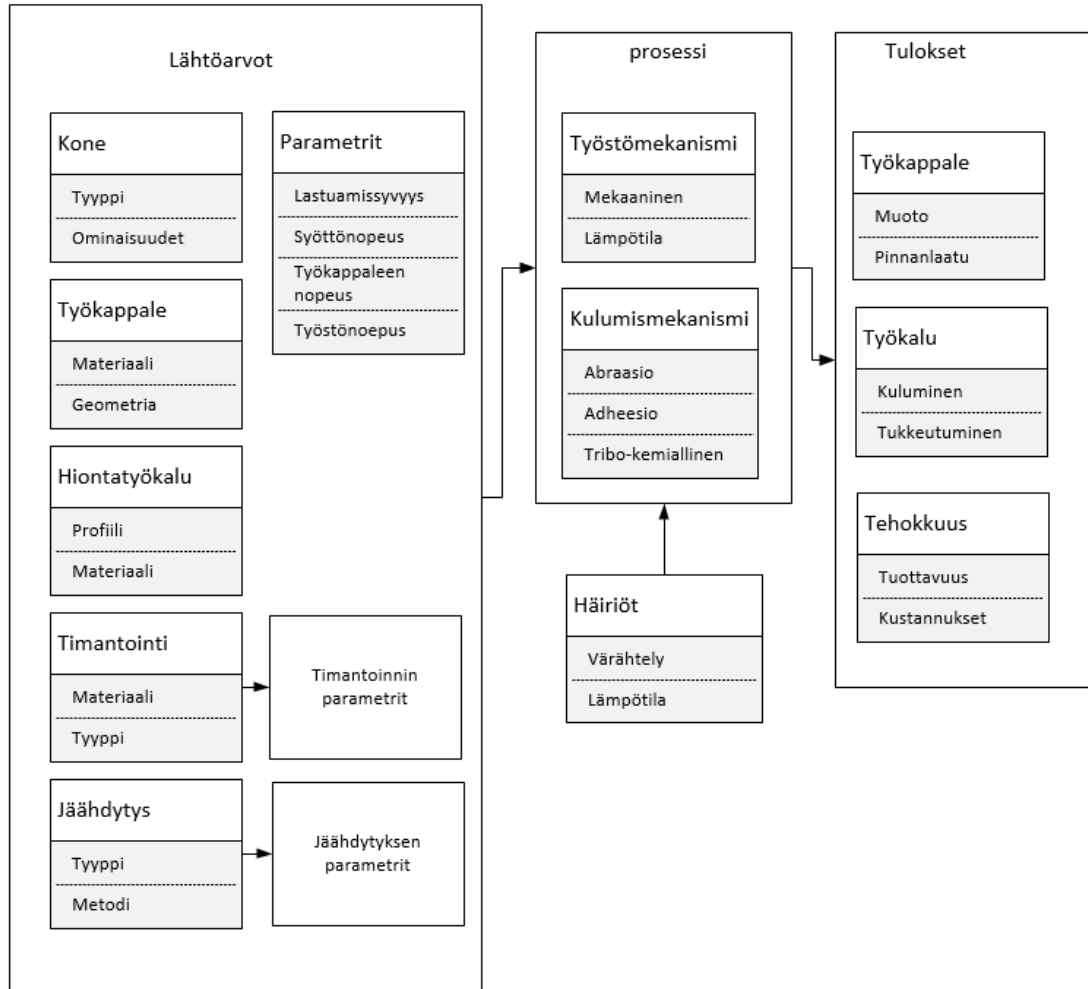 Lähtöarvot
Kone
Tyyppi
Ominaisuudet
Työkappale
Materiaali
Geometria
Hiontatyökalu
Profiili
Materiaali
Timantointi
Materiaali
Tyyppi
Jäähdytys
Tyyppi
Metodi
Parametrit
Lastuamissyvyys
Syöttönopeus
Työkappaleen
nopeus
Työstönoepus
Timantoinnin
parametrit
Jäähdytyksen
parametrit
prosessi
Työstömekanismi
Mekaaninen
Lämpötila
Kulumismekanismi
Abraasio
Adheesio
Tribo-kemiallinen
Häiriöt
Värähtely
Lämpötila
Tulokset
Työkappale
Muoto
Pinnanlaatu
Työkalu
Kuluminen
Tukkeutuminen
Tehokkuus
Tuottavuus
Kustannukset